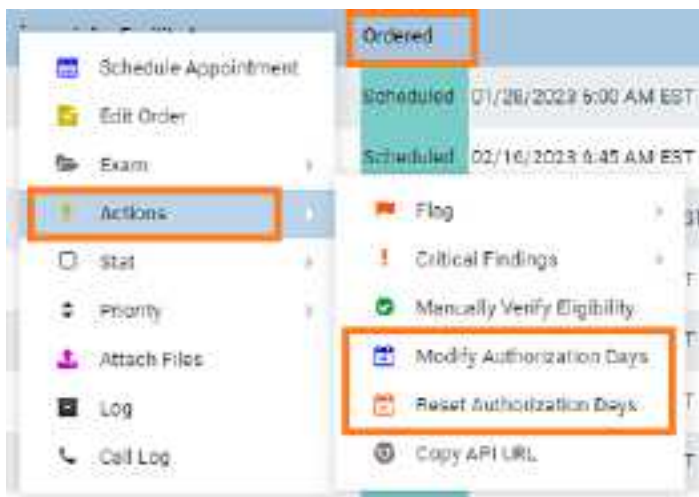 Ordered
Schedule Appointment
Edit Order
Exam
Actions
Stat
Priority
Attach Files
Log
Call Log
Scheduled 01/26/2023 6:00 AM EST
Scheduled 02/16/2023 6:45 AM EST
Flag
Critical Findings
Manually Verify Eligibility
Modify Authorization Days
Reset Authorization Days
Copy API URL